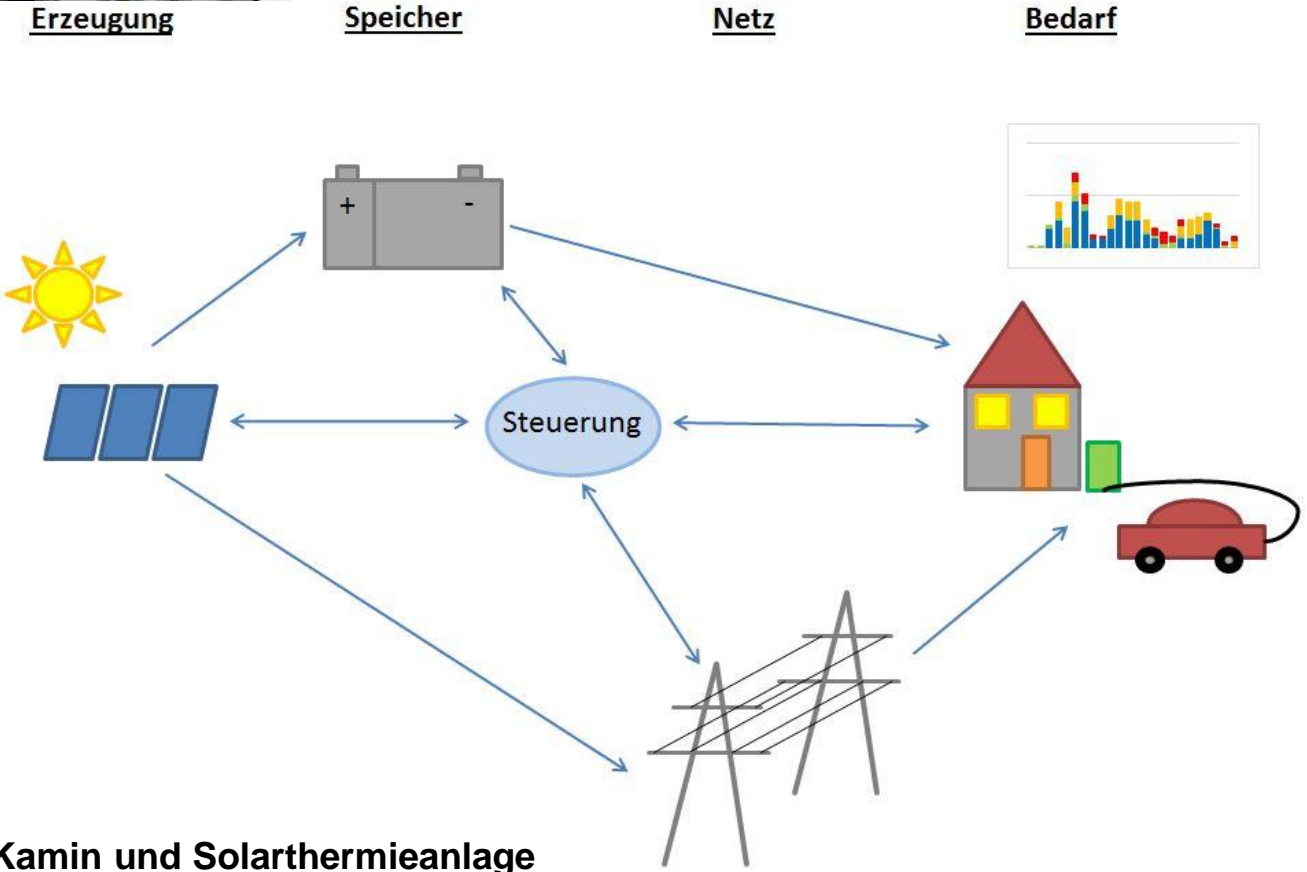 Erzeugung Speicher Netz Bedarf
+ -
Steuerung
Kamin und Solarthermieanlage